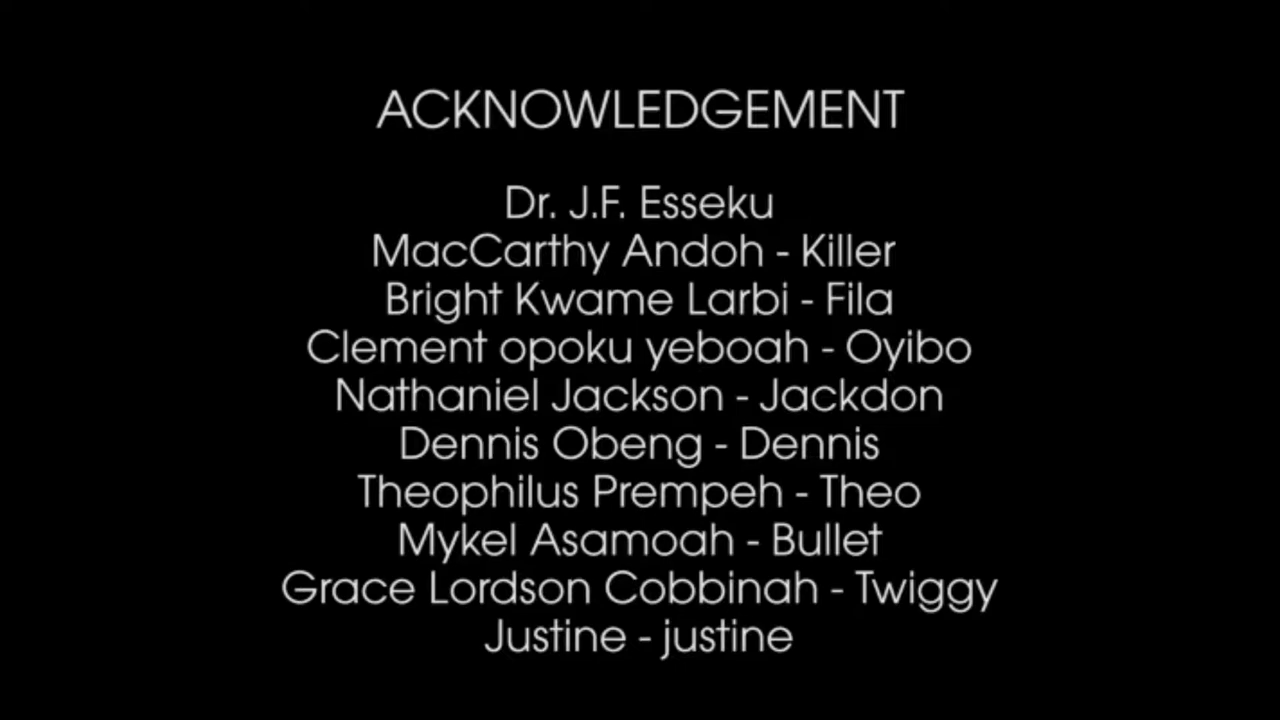 ACKNOWLEDGEMENT
Dr. J.F. Esseku
MacCarthy Andoh - Killer
Bright Kwame Larbi - Fila
Clement opoku yeboah - Oyibo
Nathaniel Jackson - Jackdon
Dennis Obeng - Dennis
Theophilus Prempeh - Theo
Mykel Asamoah - Bullet
Grace Lordson Cobbinah - Twiggy
Justine - justine